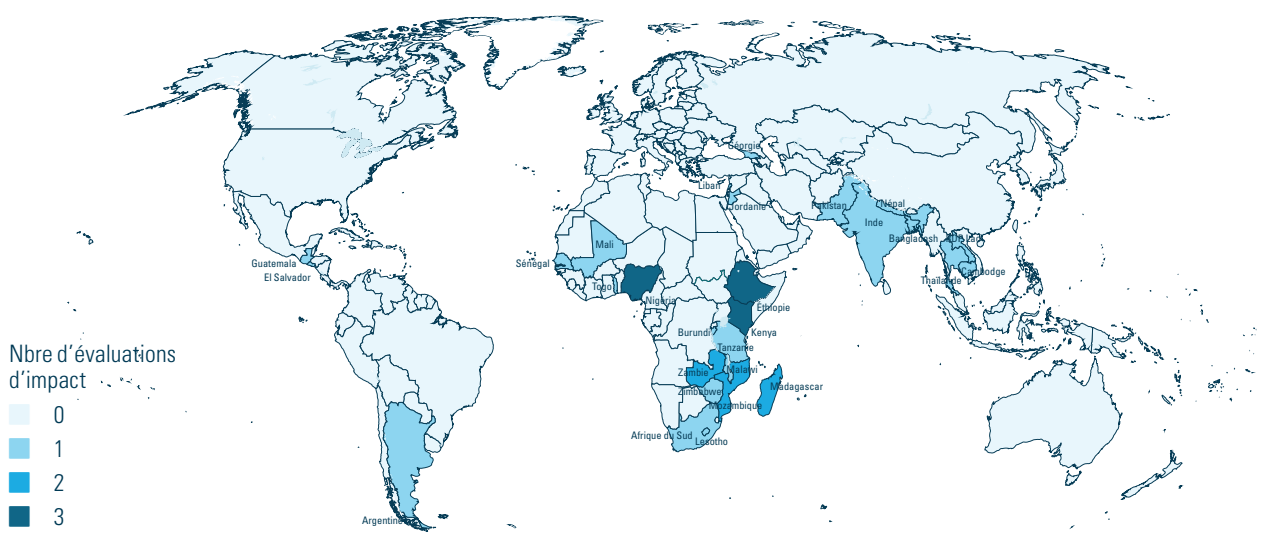 Géorgie
Liban
Jordanie
Pakistan
Népal
Inde
Bangladesh
Mali
Sénégal
Guatemala
El Salvador
Cambodge
Thaïlande
Togo
Nigéria
Éthiopie
Burundi
Kenya
Tanzanie
Zambie
Malawi
Madagascar
Zimbabwe
Mozambique
Afrique du Sud
Lesotho
Argentine
Nbre d'évaluations
d'impact
0
1
2
3